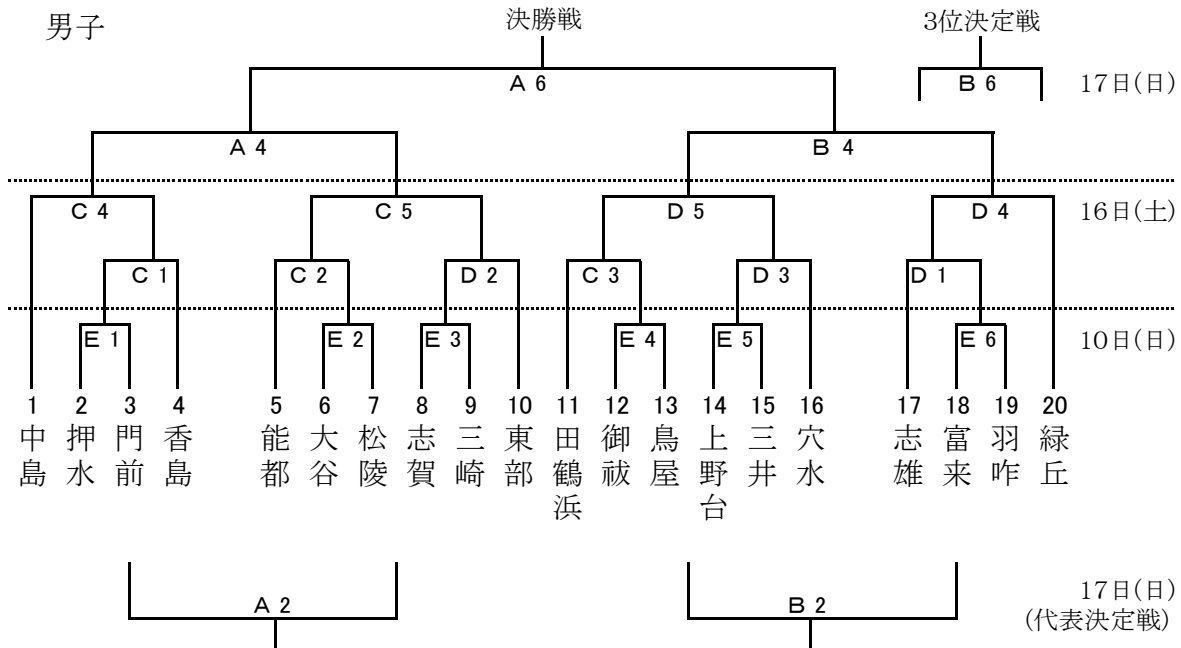 男子
決勝戦
3位決定戦
A 6
B 6
17日(日)
A 4
B 4
C 4
C 5
D 5
D 4
16日(土)
C 1
C 2
D 2
C 3
D 3
D 1
E 1
E 2
E 3
E 4
E 5
E 6
10日(日)
1 2 3 4 5 6 7 8 9 10 11 12 13 14 15 16 17 18 19 20
中島
押水
門前
香島
能都
大谷
松陵
志賀
三崎
東部
田鶴浜
御祓
鳥屋
上野台
三井
穴水
志雄
富来
羽咋
緑丘
A 2
B 2
17日(日)
(代表決定戦)